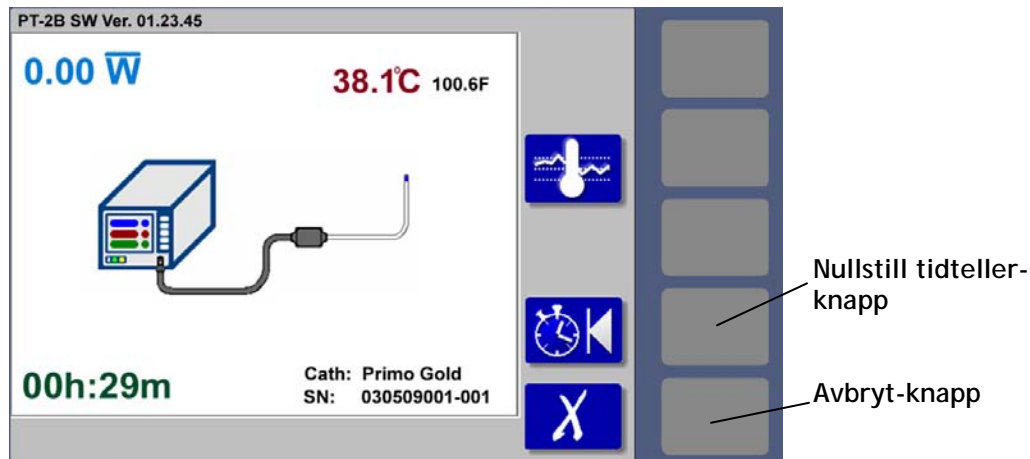 PT-2B SW Ver. 01.23.45
0.00 W
38.1°C 100.6F
Nullstill tidteller-
knapp
00h:29m
Cath: Primo Gold
SN: 030509001-001
X
Avbryt-knapp